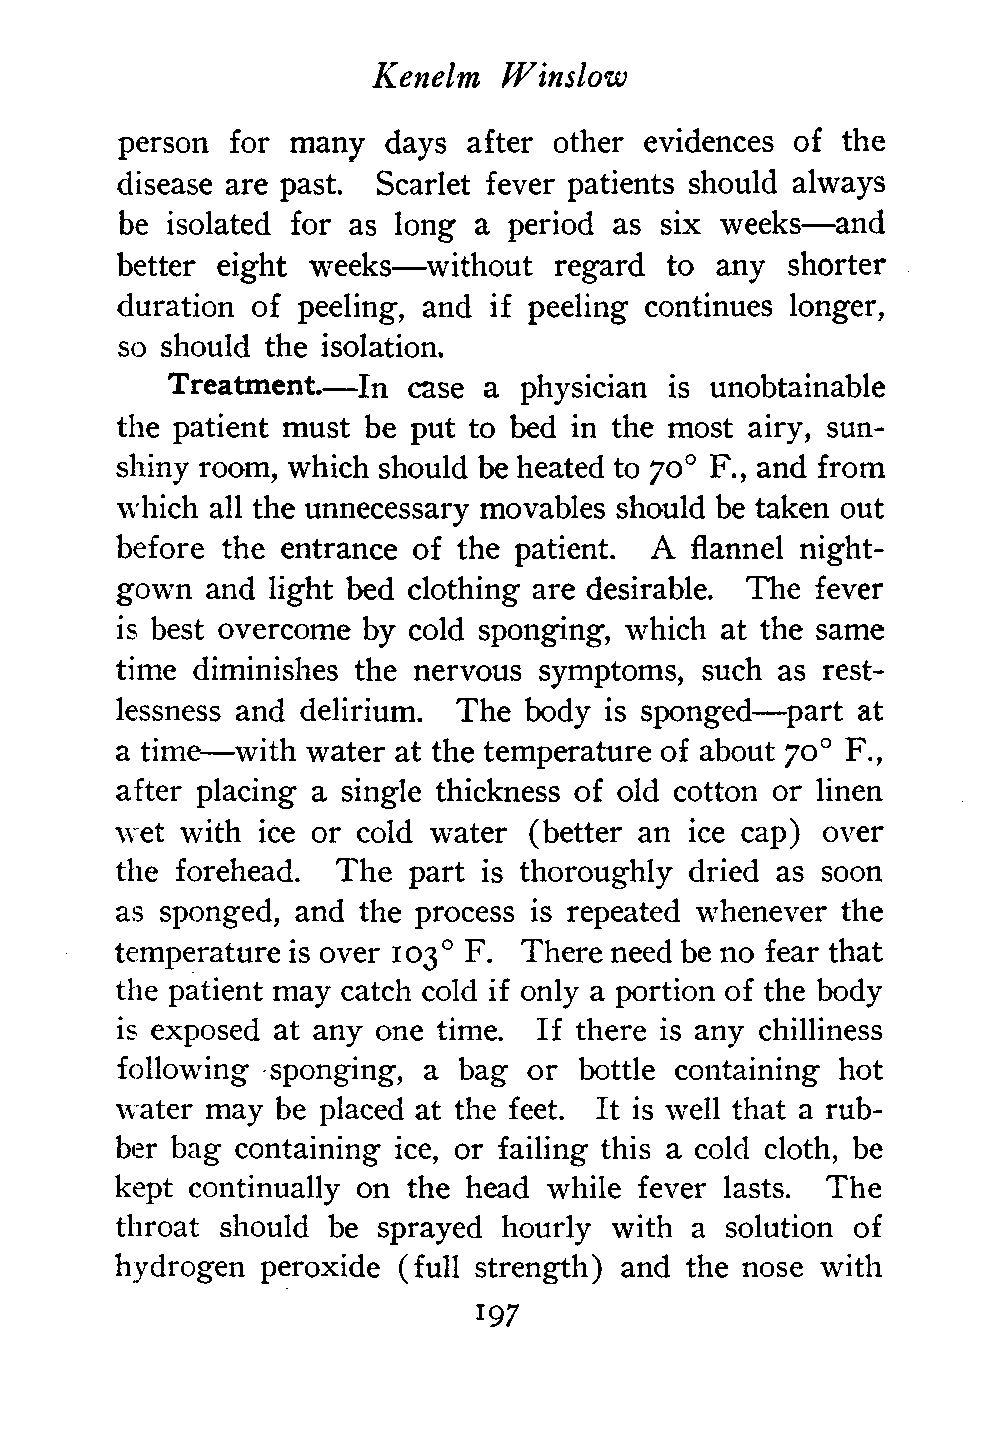 Kenelm Winslow
person for many days after other evidences of the
disease are past. Scarlet fever patients should always
be isolated for as long a period as six weeks—and
better eight weeks—without regard to any shorter
duration of peeling, and if peeling continues longer,
so should the isolation.
Treatment.—In case a physician is unobtainable
the patient must be put to bed in the most airy, sun-
shiny room, which should be heated to 70° F., and from
which all the unnecessary movables should be taken out
before the entrance of the patient. A flannel night-
gown and light bed clothing are desirable. The fever
is best overcome by cold sponging, which at the same
time diminishes the nervous symptoms, such as rest-
lessness and delirium. The body is sponged—part at
a time—with water at the temperature of about 70° F.,
after placing a single thickness of old cotton or linen
wet with ice or cold water (better an ice cap) over
the forehead. The part is thoroughly dried as soon
as sponged, and the process is repeated whenever the
temperature is over 103° F. There need be no fear that
the patient may catch cold if only a portion of the body
is exposed at any one time. If there is any chilliness
following sponging, a bag or bottle containing hot
water may be placed at the feet. It is well that a rub-
ber bag containing ice, or failing this a cold cloth, be
kept continually on the head while fever lasts. The
throat should be sprayed hourly with a solution of
hydrogen peroxide (full strength) and the nose with
197